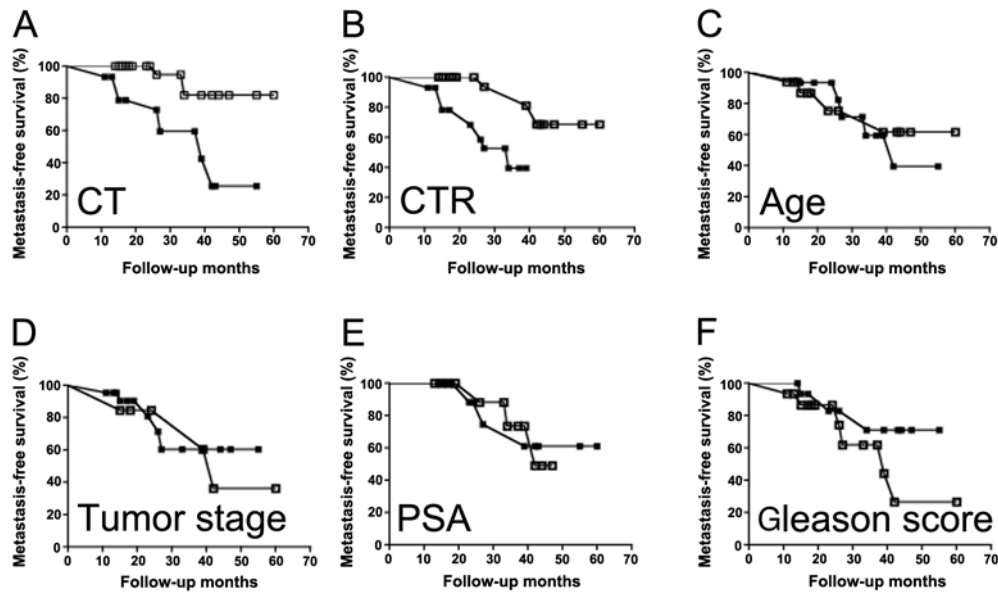 A
Metastasis-free survival (%)
100
80
60
40
20
0
CT
0 10 20 30 40 50 60 70
Follow-up months
B
Metastasis-free survival (%)
100
80
60
40
20
0
CTR
0 10 20 30 40 50 60 70
Follow-up months
C
Metastasis-free survival (%)
100
80
60
40
20
0
Age
0 10 20 30 40 50 60 70
Follow-up months
D
Metastasis-free survival (%)
100
80
60
40
20
0
Tumor stage
0 10 20 30 40 50 60 70
Follow-up months
E
Metastasis-free survival (%)
100
80
60
40
20
0
PSA
0 10 20 30 40 50 60 70
Follow-up months
F
Metastasis-free survival (%)
100
80
60
40
20
0
Gleason score
0 10 20 30 40 50 60 70
Follow-up months